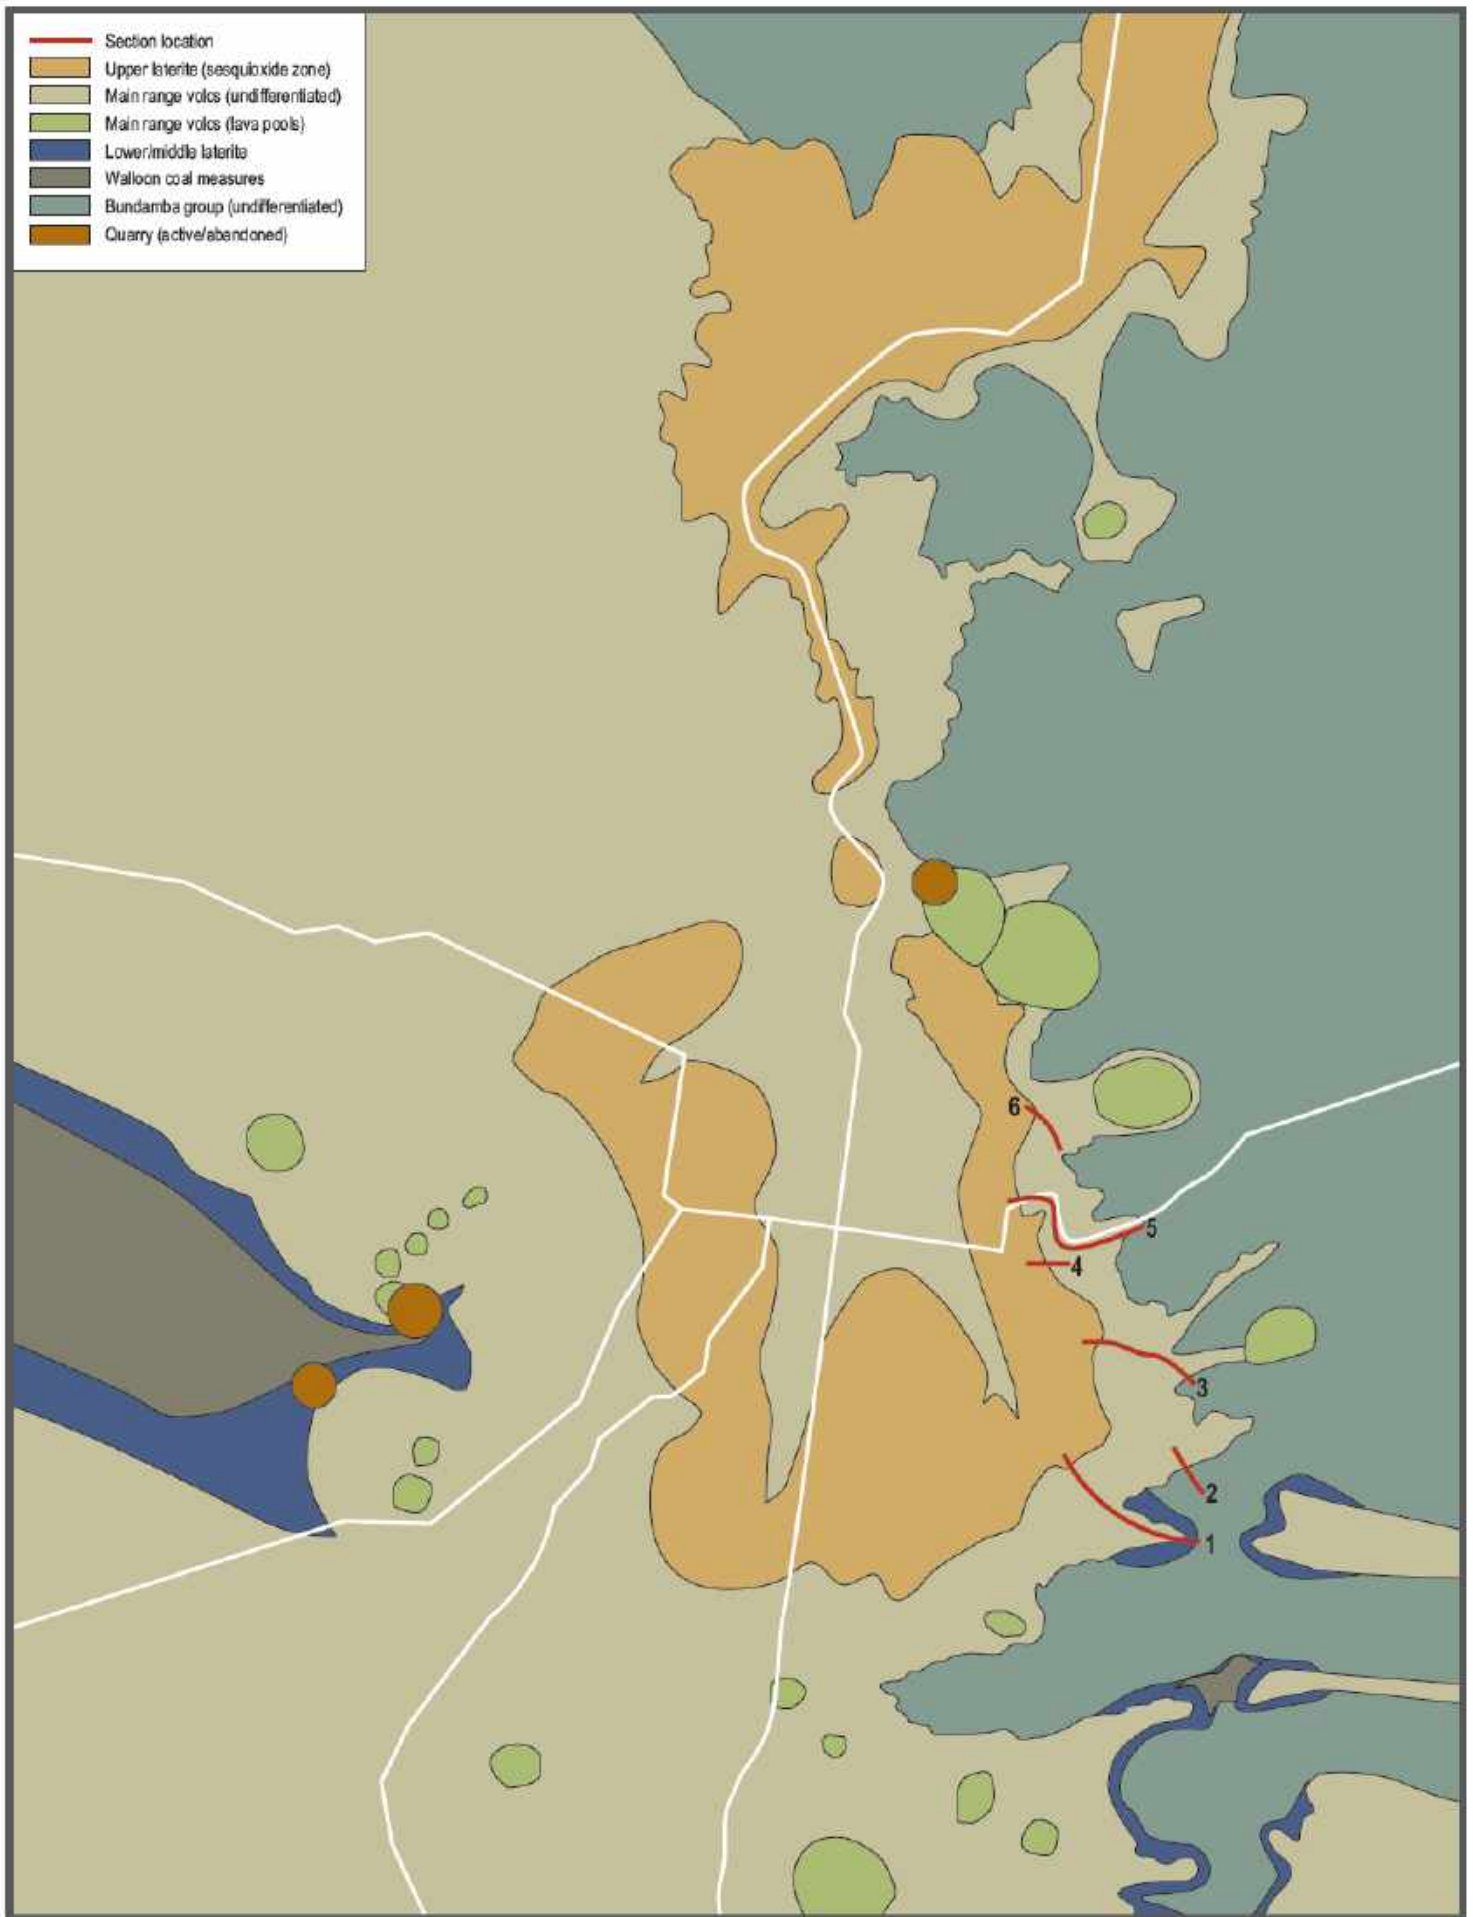 Section location
Upper laterite (sesquioxide zone)
Main range volcs (undifferentiated)
Main range volcs (lava pools)
Lower/middle laterite
Walloon coal measures
Bundamba group (undifferentiated)
Quarry (active/abandoned)
6
5
4
3
2
1